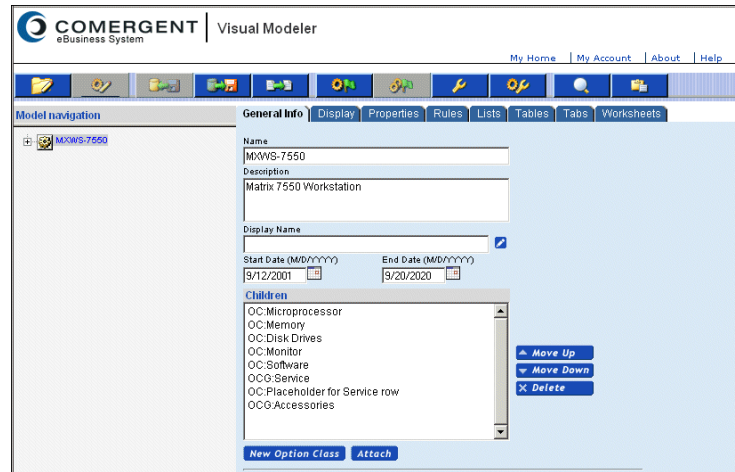 COMERGENT
eBusiness System
Visual Modeler
My Home | My Account | About | Help
Model navigation
General Info Display Properties Rules Lists Tables Tabs Worksheets
MXWS-7550
Name
MXWS-7550
Description
Matrix 7550 Workstation
Display Name
Start Date (M/D/YYYY) End Date (M/D/YYYY)
9/12/2001 9/20/2020
Children
OC:Microprocessor
OC:Memory
OC:Disk Drives
OC:Monitor
OC:Software
OCG:Service
OC:Placeholder for Service row
OCG:Accessories
Move Up
Move Down
Delete
New Option Class Attach